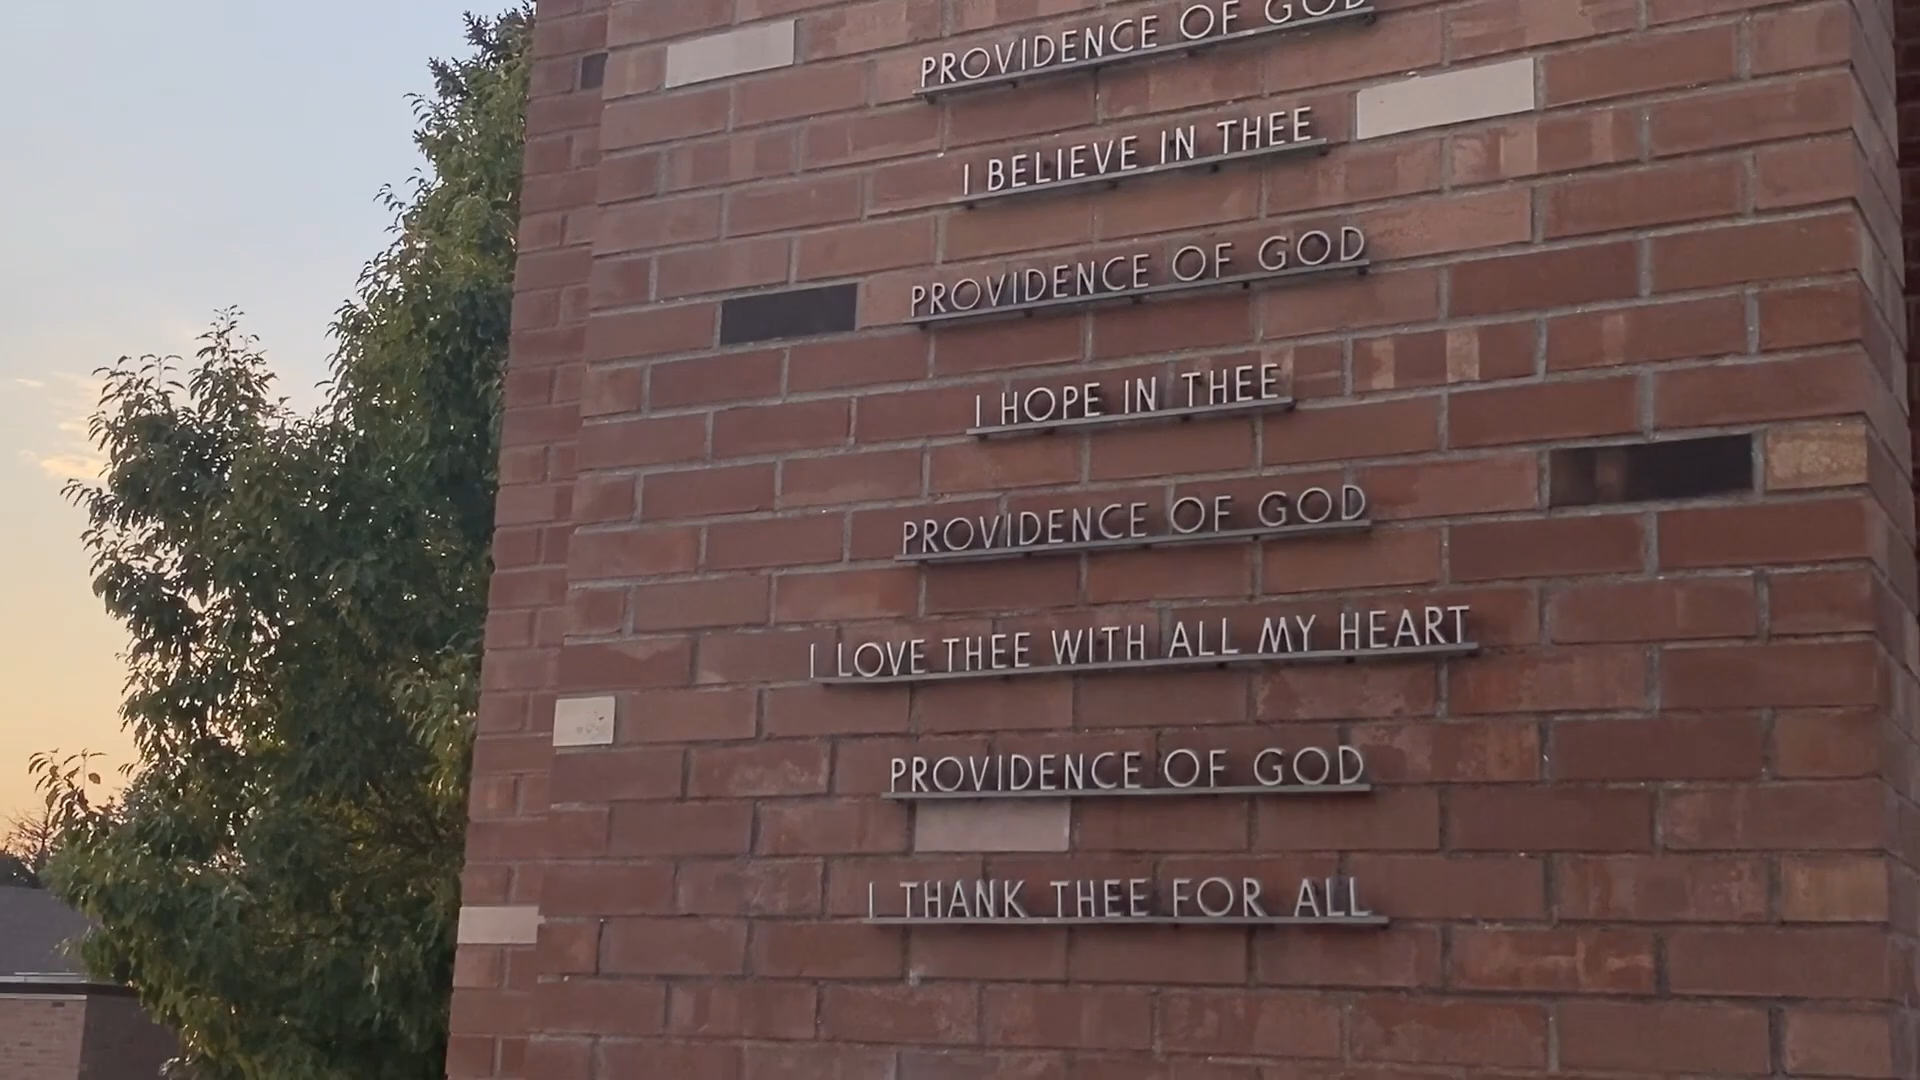 PROVIDENCE OF GOD
I BELIEVE IN THEE
PROVIDENCE OF GOD
I HOPE IN THEE
PROVIDENCE OF GOD
I LOVE THEE WITH ALL MY HEART
PROVIDENCE OF GOD
I THANK THEE FOR ALL